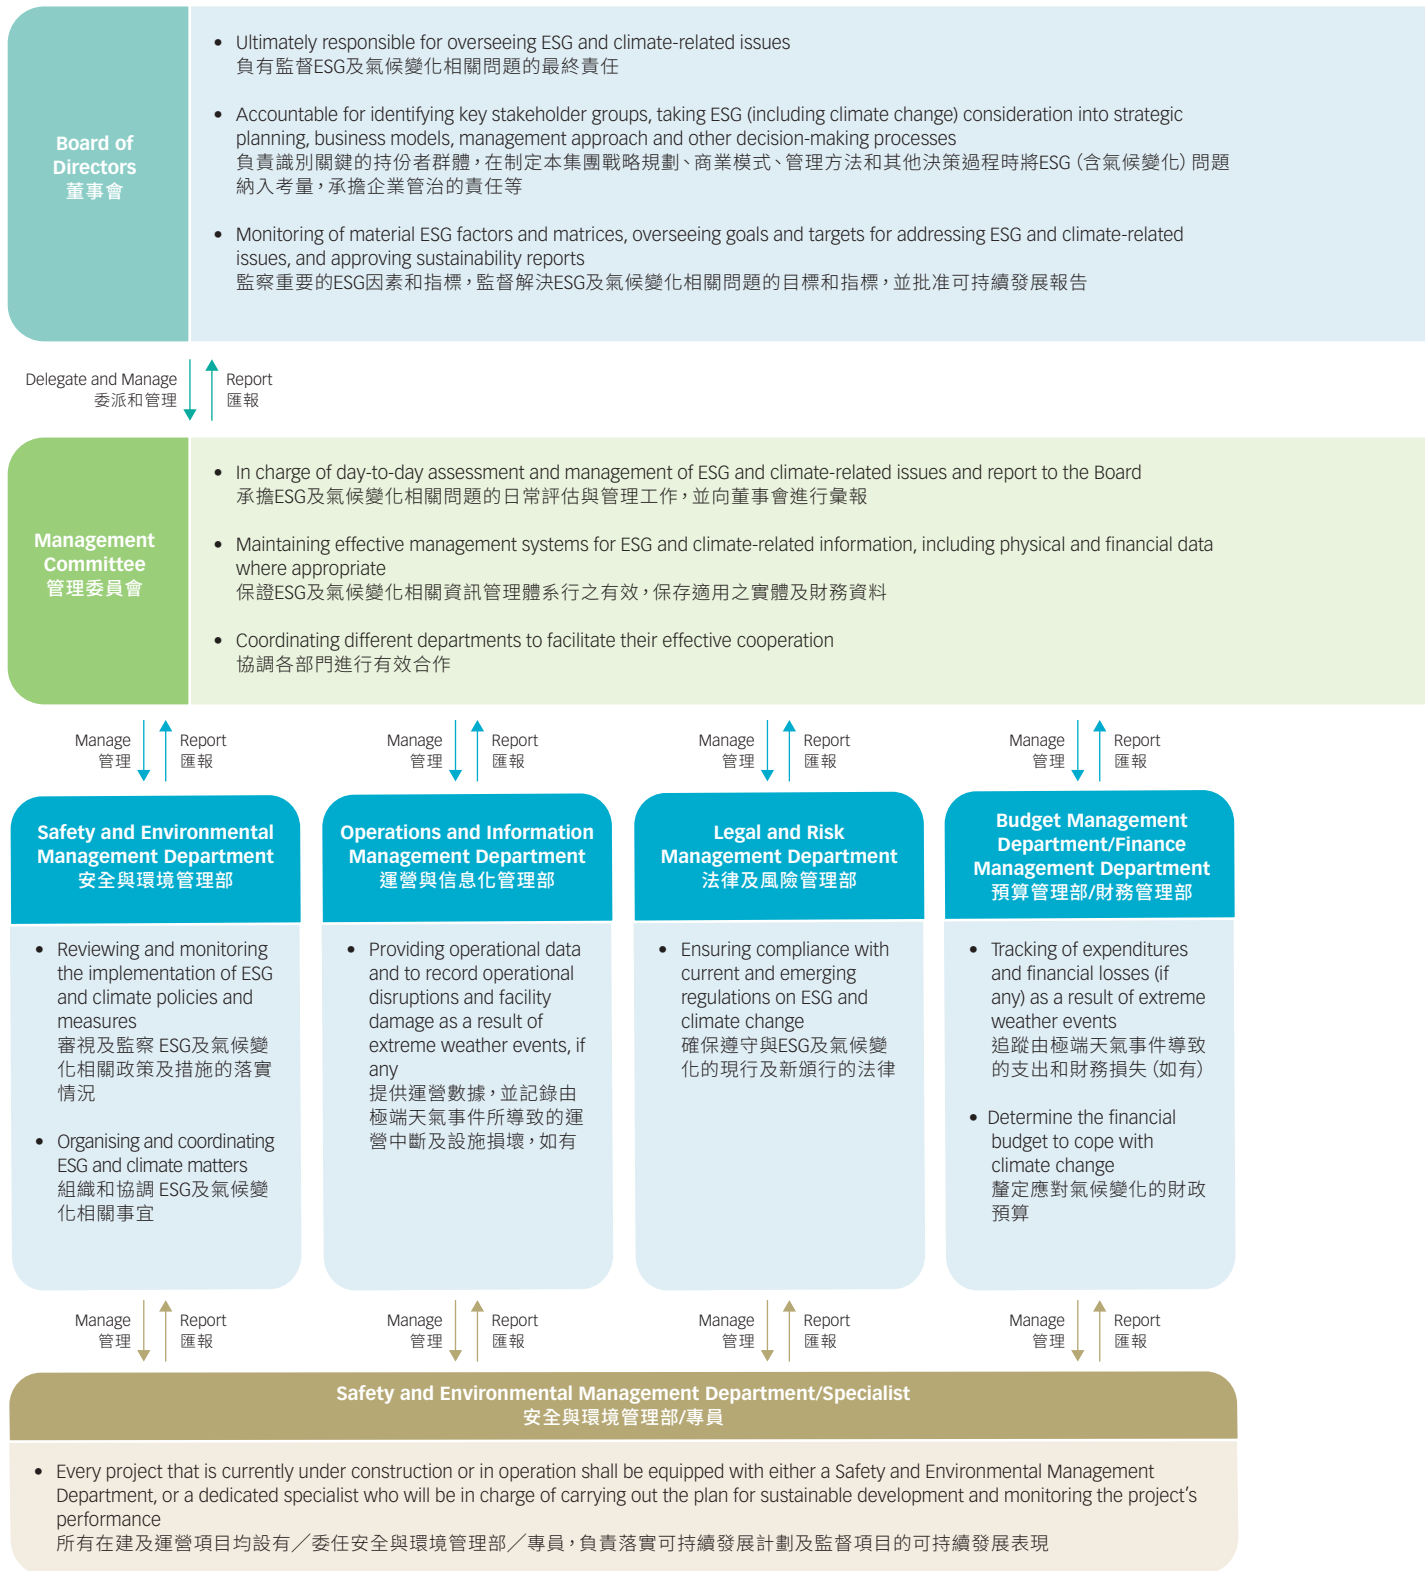 Board of
Directors
董事會
• Ultimately responsible for overseeing ESG and climate-related issues
負有監督ESG及氣候變化相關問題的最終責任
• Accountable for identifying key stakeholder groups, taking ESG (including climate change) consideration into strategic
planning, business models, management approach and other decision-making processes
負責識別關鍵的持份者群體，在制定本集團戰略規劃、商業模式、管理方法和其他決策過程時將ESG（含氣候變化）問題
納入考量，承擔企業管治的責任等
• Monitoring of material ESG factors and matrices, overseeing goals and targets for addressing ESG and climate-related
issues, and approving sustainability reports
監察重要的ESG因素和指標，監督解決ESG及氣候變化相關問題的目標和指標，並批准可持續發展報告
Delegate and Manage
委派和管理
Report
匯報
Management
Committee
管理委員會
• In charge of day-to-day assessment and management of ESG and climate-related issues and report to the Board
承擔ESG及氣候變化相關問題的日常評估與管理工作，並向董事會進行彙報
• Maintaining effective management systems for ESG and climate-related information, including physical and financial data
where appropriate
保證ESG及氣候變化相關資訊管理體系行之有效，保存適用之實體及財務資料
• Coordinating different departments to facilitate their effective cooperation
協調各部門進行有效合作
Manage
管理
Report
匯報
Manage
管理
Report
匯報
Manage
管理
Report
匯報
Manage
管理
Report
匯報
Safety and Environmental
Management Department
安全與環境管理部
• Reviewing and monitoring
the implementation of ESG
and climate policies and
measures
審視及監察 ESG及氣候變
化相關政策及措施的落實
情況
• Organising and coordinating
ESG and climate matters
組織和協調 ESG及氣候變
化相關事宜
Operations and Information
Management Department
運營與信息化管理部
• Providing operational data
and to record operational
disruptions and facility
damage as a result of
extreme weather events, if
any
提供運營數據，並記錄由
極端天氣事件所導致的運
營中斷及設施損壞，如有
Legal and Risk
Management Department
法律及風險管理部
• Ensuring compliance with
current and emerging
regulations on ESG and
climate change
確保遵守與ESG及氣候變
化的現行及新頒行的法律
Budget Management
Department/Finance
Management Department
預算管理部/財務管理部
• Tracking of expenditures
and financial losses (if
any) as a result of extreme
weather events
追蹤由極端天氣事件導致
的支出和財務損失（如有）
• Determine the financial
budget to cope with
climate change
釐定應對氣候變化的財政
預算
Manage
管理
Report
匯報
Manage
管理
Report
匯報
Manage
管理
Report
匯報
Manage
管理
Report
匯報
Safety and Environmental Management Department/Specialist
安全與環境管理部/專員
• Every project that is currently under construction or in operation shall be equipped with either a Safety and Environmental Management
Department, or a dedicated specialist who will be in charge of carrying out the plan for sustainable development and monitoring the project's
performance
所有在建及運營項目均設有／委任安全與環境管理部／專員，負責落實可持續發展計劃及監督項目的可持續發展表現